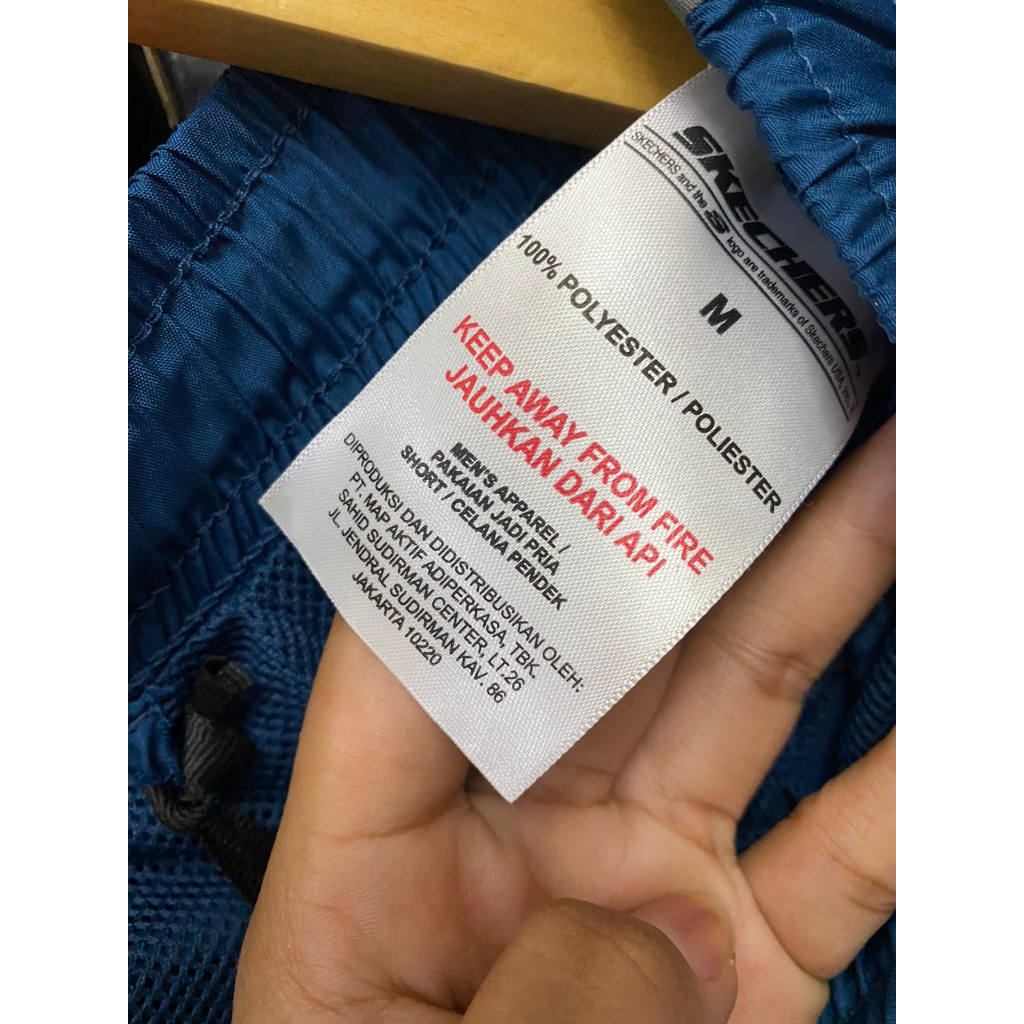 SKECHERS
SKECHERS and the S logo are trademarks of Skechers USA, Inc.
M
100% POLYESTER / POLIESTER
KEEP AWAY FROM FIRE
JAUHKAN DARI API
MEN'S APPAREL /
PAKAIAN JADI PRIA
SHORT / CELANA PENDEK
DIPRODUKSI DAN DIDISTRIBUSIKAN OLEH:
PT. MAP AKTIF ADIPERKASA, TBK.
SAHID SUDIRMAN CENTER, LT.26
JL. JENDRAL SUDIRMAN KAV. 86
JAKARTA 10220